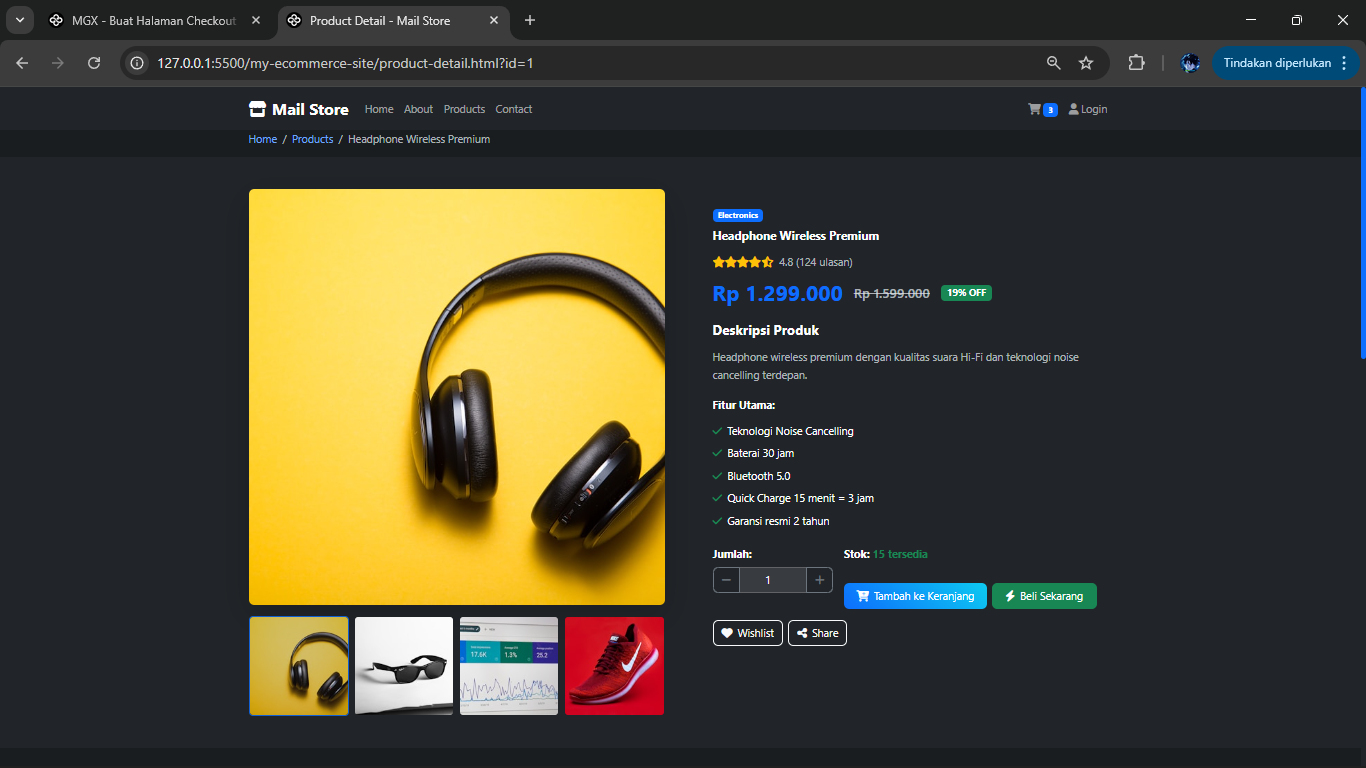 MGX - Buat Halaman Checkout
Product Detail - Mail Store
127.0.0.1:5500/my-ecommerce-site/product-detail.html?id=1
Tindakan diperlukan
Mail Store Home About Products Contact 3 Login
Home / Products / Headphone Wireless Premium
Electronics
Headphone Wireless Premium
4.8 (124 ulasan)
Rp 1.299.000 Rp 1.599.000 19% OFF
Deskripsi Produk
Headphone wireless premium dengan kualitas suara Hi-Fi dan teknologi noise
cancelling terdepan.
Fitur Utama:
Teknologi Noise Cancelling
Baterai 30 jam
Bluetooth 5.0
Quick Charge 15 menit = 3 jam
Garansi resmi 2 tahun
Jumlah: Stok: 15 tersedia
− 1 +
Tambah ke Keranjang Beli Sekarang
Wishlist Share
17.6K 1.3% 25.2